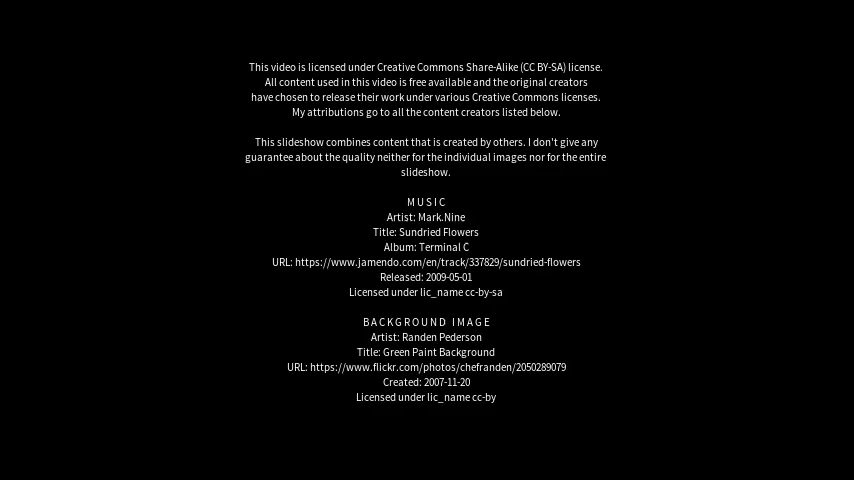 This video is licensed under Creative Commons Share-Alike (CC BY-SA) license.
All content used in this video is free available and the original creators
have chosen to release their work under various Creative Commons licenses.
My attributions go to all the content creators listed below.
This slideshow combines content that is created by others. I don't give any
guarantee about the quality neither for the individual images nor for the entire
slideshow.
MUSIC
Artist: Mark.Nine
Title: Sundried Flowers
Album: Terminal C
URL: https://www.jamendo.com/en/track/337829/sundried-flowers
Released: 2009-05-01
Licensed under lic_name cc-by-sa
BACKGROUND IMAGE
Artist: Randen Pederson
Title: Green Paint Background
URL: https://www.flickr.com/photos/chefranden/2050289079
Created: 2007-11-20
Licensed under lic_name cc-by